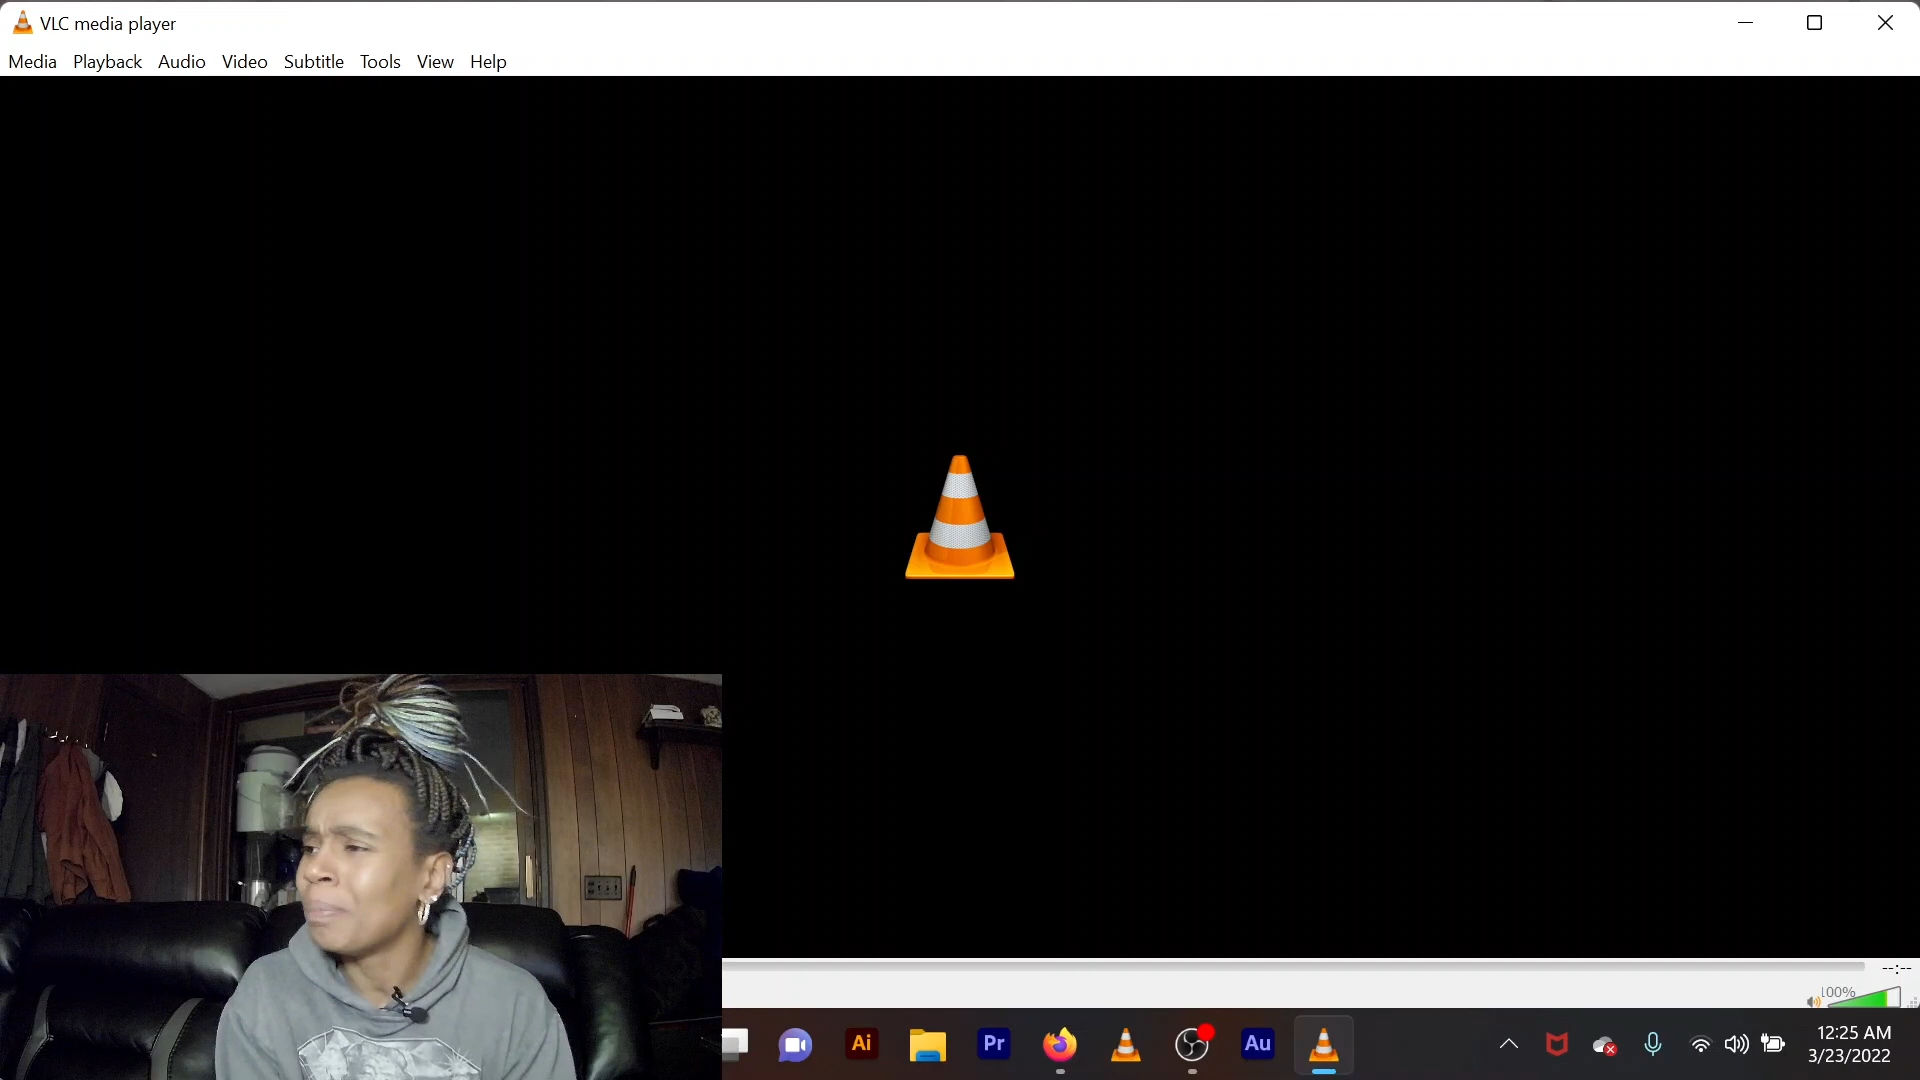 VLC media player
Media Playback Audio Video Subtitle Tools View Help
--:--
100%
Ai Pr Au
12:25 AM
3/23/2022